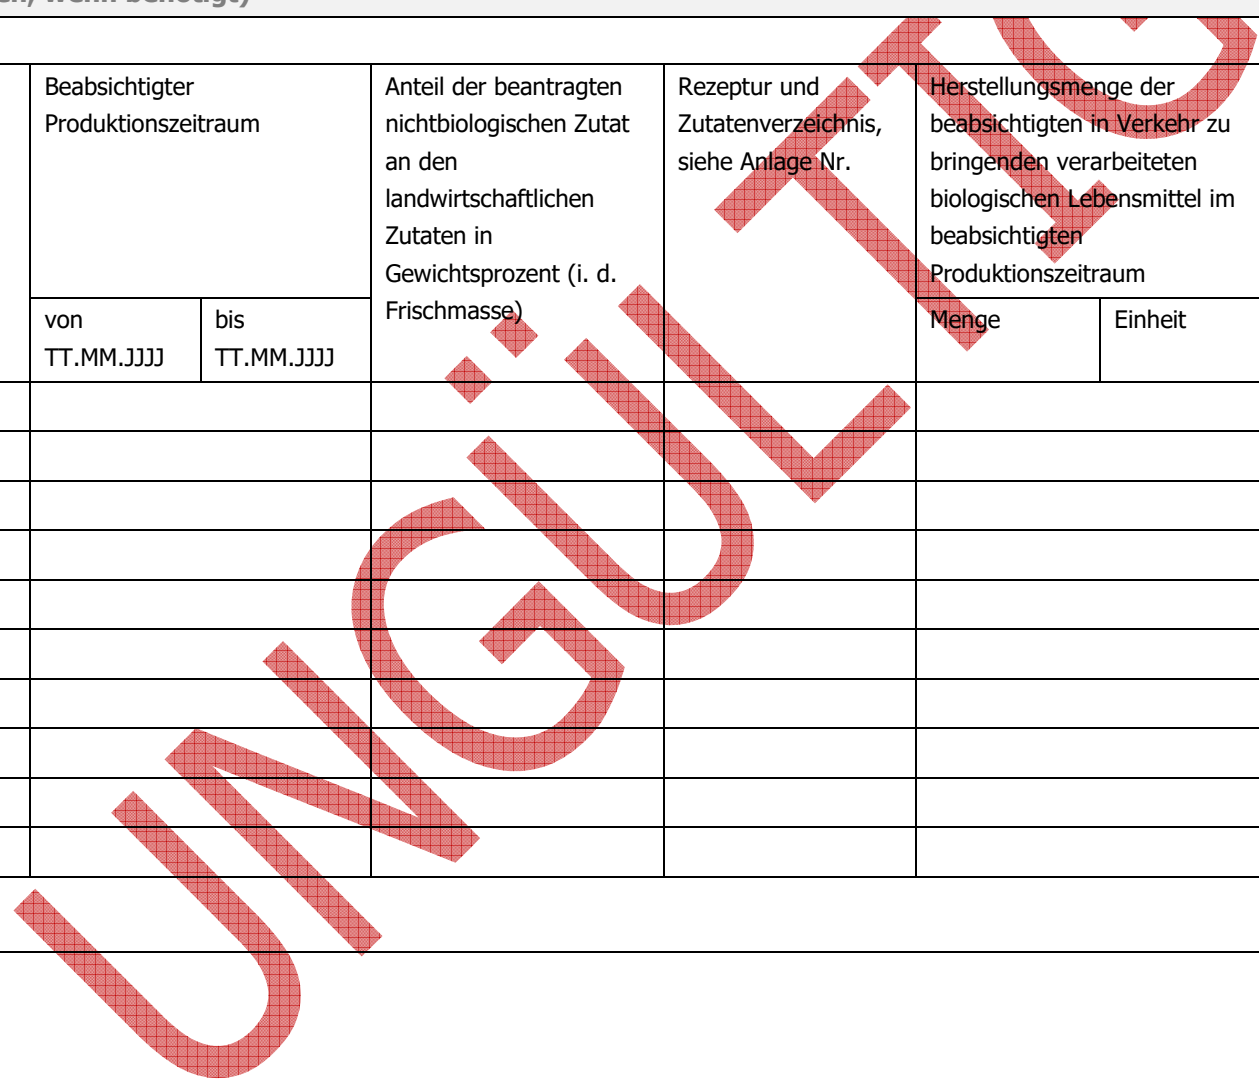 wenn benötigt)
Beabsichtigter
Produktionszeitraum
Anteil der beantragten
nichtbiologischen Zutat
an den
landwirtschaftlichen
Zutaten in
Gewichtsprozent (i. d.
Frischmasse)
Rezeptur und
Zutatenverzeichnis,
siehe Anlage Nr.
Herstellungsmenge der
beabsichtigten in Verkehr zu
bringenden verarbeiteten
biologischen Lebensmittel im
beabsichtigten
Produktionszeitraum
von
TT.MM.JJJJ
bis
TT.MM.JJJJ
Menge
Einheit
UNGÜLTIG